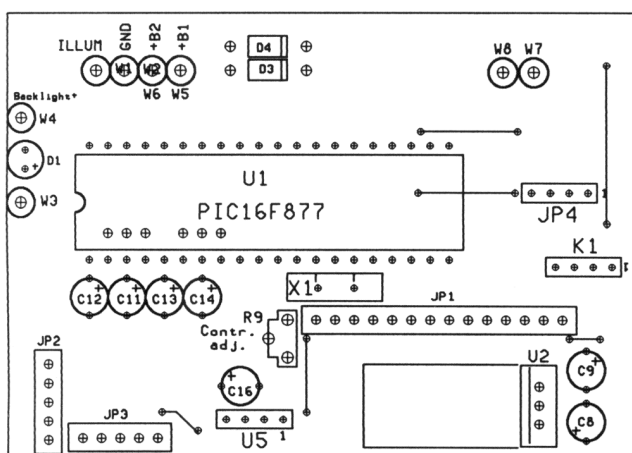 ILLUM GND +B2 +B1
W1 W2
W6 W5
D4
D3
W8 W7
Backlight+
W4
D1
+
W3
U1
PIC16F877
1
JP4
K1
1
+ + + +
C12 C11 C13 C14
X1
JP1
R9
Contr.
adj.
JP2
U2
+
C9
+
C16
C8
+
JP3
U5 1